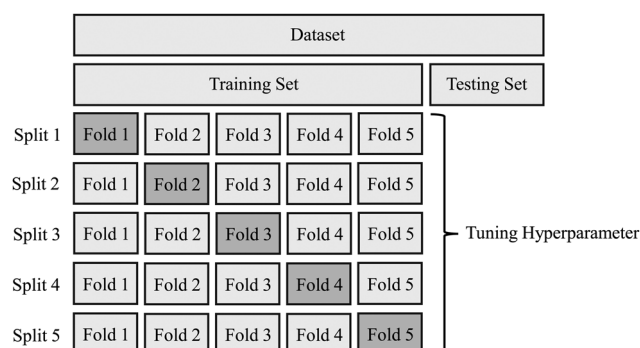 Dataset
Training Set Testing Set
Split 1 Fold 1 Fold 2 Fold 3 Fold 4 Fold 5
Split 2 Fold 1 Fold 2 Fold 3 Fold 4 Fold 5
Split 3 Fold 1 Fold 2 Fold 3 Fold 4 Fold 5 Tuning Hyperparameter
Split 4 Fold 1 Fold 2 Fold 3 Fold 4 Fold 5
Split 5 Fold 1 Fold 2 Fold 3 Fold 4 Fold 5